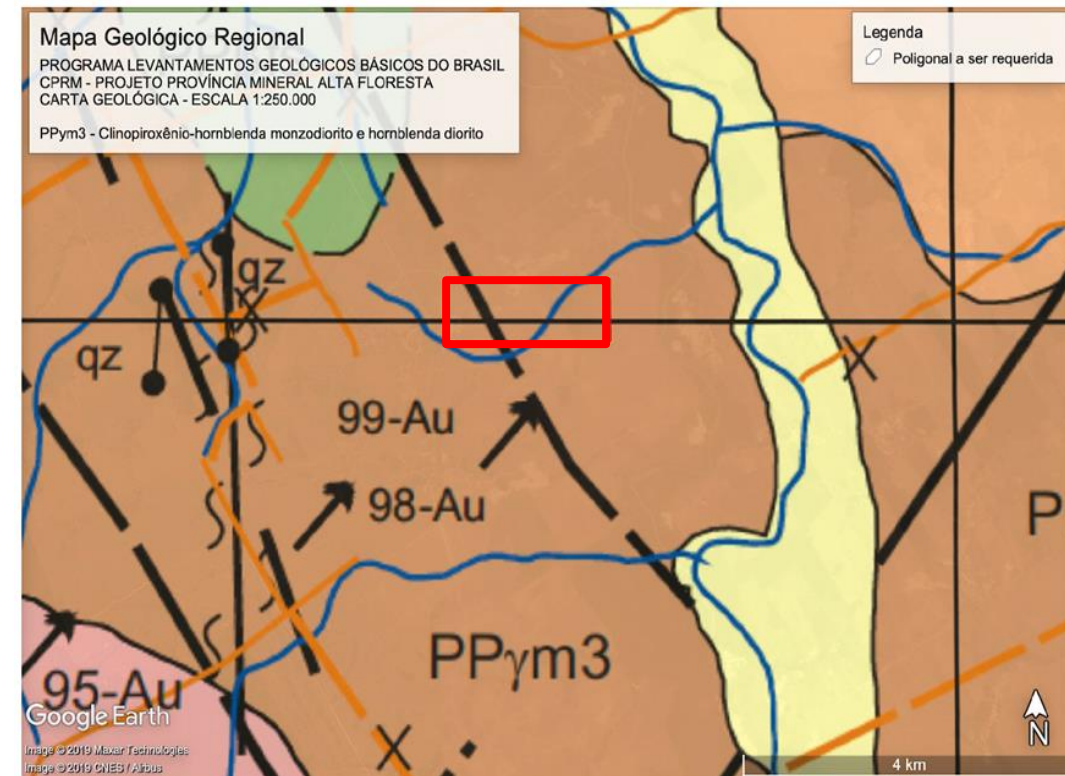 Mapa Geológico Regional
PROGRAMA LEVANTAMENTOS GEOLÓGICOS BÁSICOS DO BRASIL
CPRM - PROJETO PROVÍNCIA MINERAL ALTA FLORESTA
CARTA GEOLÓGICA - ESCALA 1:250.000
PPym3 - Clinopiroxênio-hornblenda monzodiorito e hornblenda diorito
Legenda
Poligonal a ser requerida
qz
qz
99-Au
98-Au
P
PPγm3
95-Au
Google Earth
Image © 2019 Maxar Technologies
Image © 2019 CNES / Airbus
4 km
N